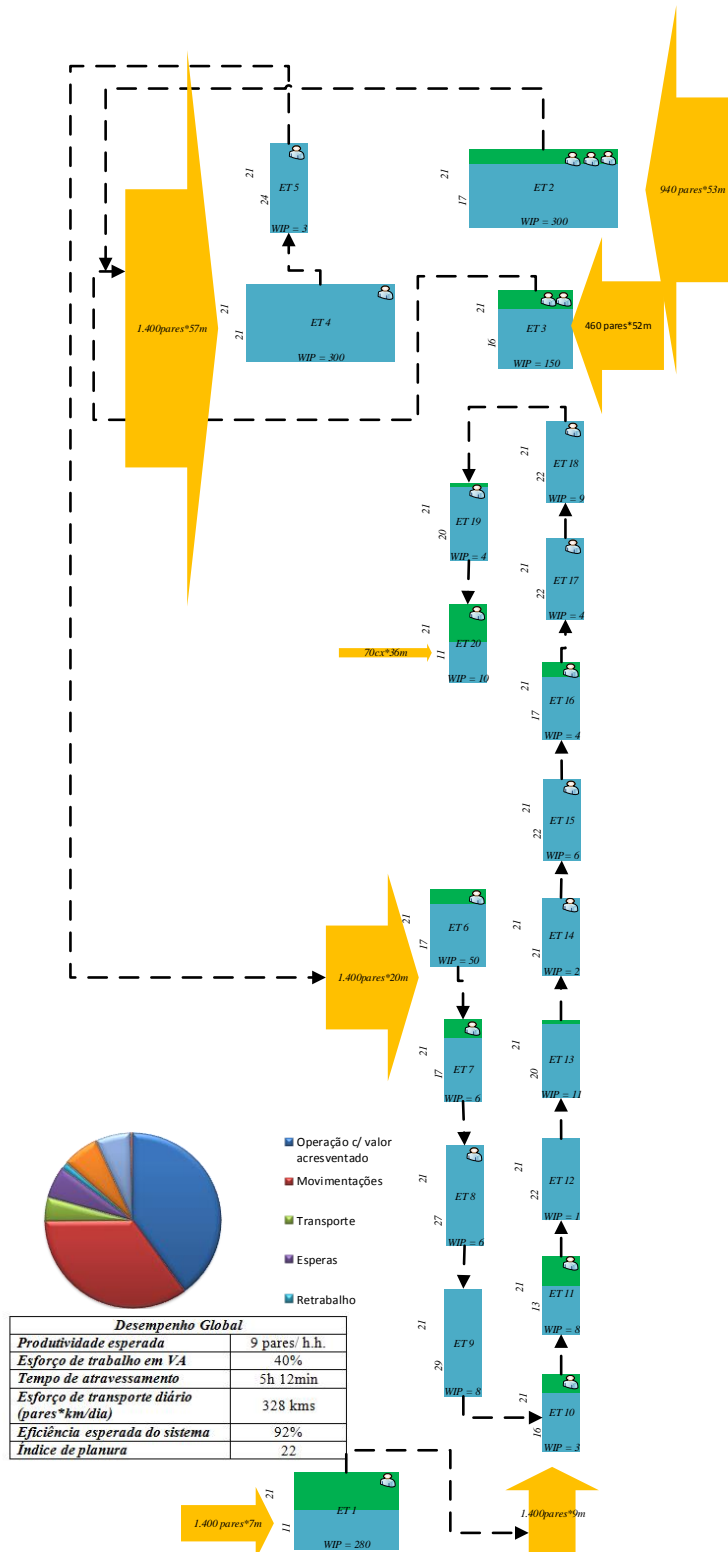 21
24
ET 5
WIP = 3
21
17
ET 2
WIP = 300
940 pares*53m
1.400pares*57m
21
21
ET 4
WIP = 300
21
16
ET 3
WIP = 150
460 pares*52m
21
22
ET 18
WIP = 9
21
20
ET 19
WIP = 4
21
22
ET 17
WIP = 4
70cx*36m
21
11
ET 20
WIP = 10
21
17
ET 16
WIP = 4
21
22
ET 15
WIP = 6
1.400pares*20m
21
17
ET 6
WIP = 50
21
21
ET 14
WIP = 2
21
17
ET 7
WIP = 6
21
20
ET 13
WIP = 11
21
27
ET 8
WIP = 6
21
22
ET 12
WIP = 1
21
29
ET 9
WIP = 8
21
13
ET 11
WIP = 8
21
16
ET 10
WIP = 3
Operação c/ valor
acresventado
Movimentações
Transporte
Esperas
Retrabalho
Desempenho Global
Produtividade esperada 9 pares/ h.h.
Esforço de trabalho em VA 40%
Tempo de atravessamento 5h 12min
Esforço de transporte diário
(pares*km/dia) 328 kms
Eficiência esperada do sistema 92%
Índice de planura 22
1.400 pares*7m
21
11
ET 1
WIP = 280
1.400pares*9m